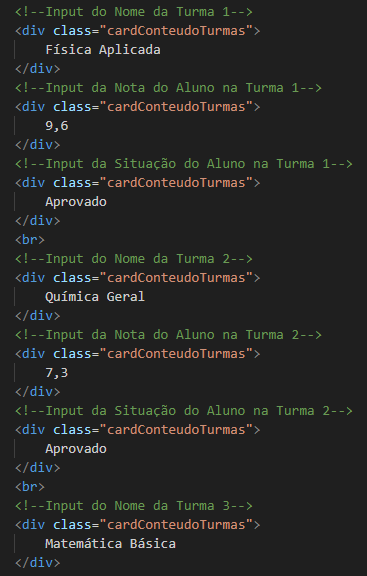 <!--Input do Nome da Turma 1-->
<div class="cardConteudoTurmas">
Física Aplicada
</div>
<!--Input da Nota do Aluno na Turma 1-->
<div class="cardConteudoTurmas">
9,6
</div>
<!--Input da Situação do Aluno na Turma 1-->
<div class="cardConteudoTurmas">
Aprovado
</div>
<br>
<!--Input do Nome da Turma 2-->
<div class="cardConteudoTurmas">
Química Geral
</div>
<!--Input da Nota do Aluno na Turma 2-->
<div class="cardConteudoTurmas">
7,3
</div>
<!--Input da Situação do Aluno na Turma 2-->
<div class="cardConteudoTurmas">
Aprovado
</div>
<br>
<!--Input do Nome da Turma 3-->
<div class="cardConteudoTurmas">
Matemática Básica
</div>